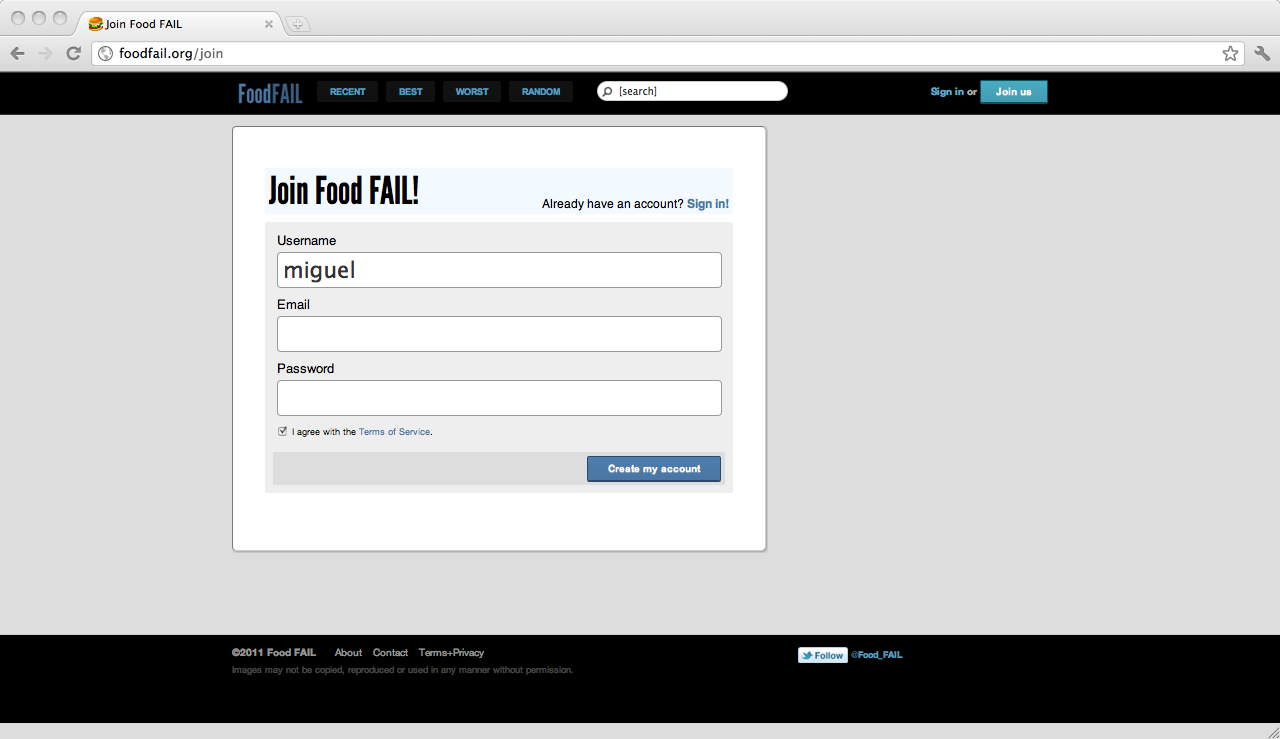 Join Food FAIL
foodfail.org/join
FoodFAIL RECENT BEST WORST RANDOM [search] Sign in or Join us
Join Food FAIL!
Already have an account? Sign in!
Username
miguel
Email
Password
I agree with the Terms of Service.
Create my account
©2011 Food FAIL About Contact Terms+Privacy
Follow @Food_FAIL
Images may not be copied, reproduced or used in any manner without permission.